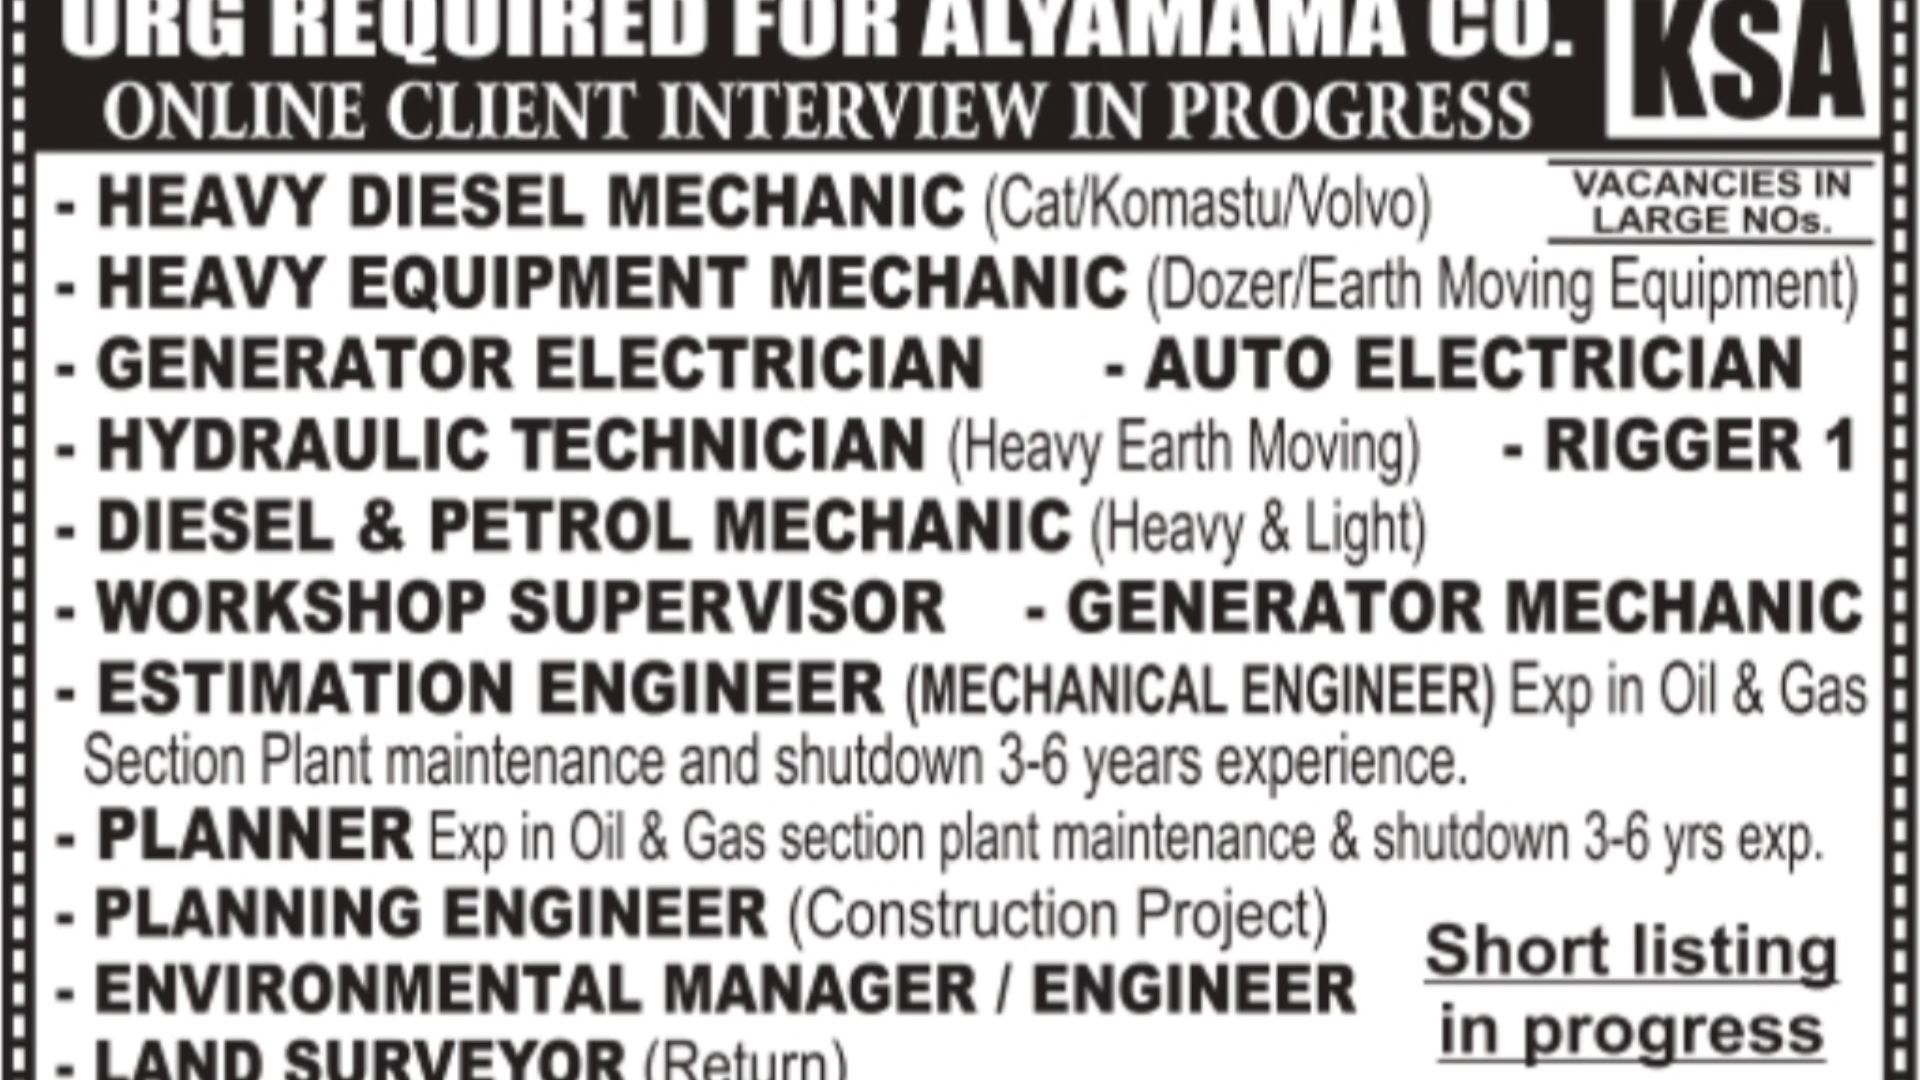 URG REQUIRED FOR ALYAMAMA CO.
KSA
ONLINE CLIENT INTERVIEW IN PROGRESS
- HEAVY DIESEL MECHANIC (Cat/Komastu/Volvo)
VACANCIES IN
LARGE NOs.
- HEAVY EQUIPMENT MECHANIC (Dozer/Earth Moving Equipment)
- GENERATOR ELECTRICIAN - AUTO ELECTRICIAN
- HYDRAULIC TECHNICIAN (Heavy Earth Moving) - RIGGER 1
- DIESEL & PETROL MECHANIC (Heavy & Light)
- WORKSHOP SUPERVISOR - GENERATOR MECHANIC
- ESTIMATION ENGINEER (MECHANICAL ENGINEER) Exp in Oil & Gas
Section Plant maintenance and shutdown 3-6 years experience.
- PLANNER Exp in Oil & Gas section plant maintenance & shutdown 3-6 yrs exp.
- PLANNING ENGINEER (Construction Project)
- ENVIRONMENTAL MANAGER / ENGINEER
- LAND SURVEYOR (Return)
Short listing
in progress